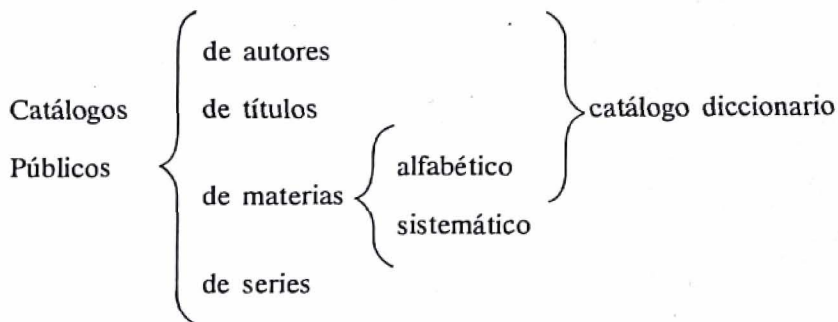 de autores
Catálogos de títulos catálogo diccionario
Públicos alfabético
de materias
sistemático
de series